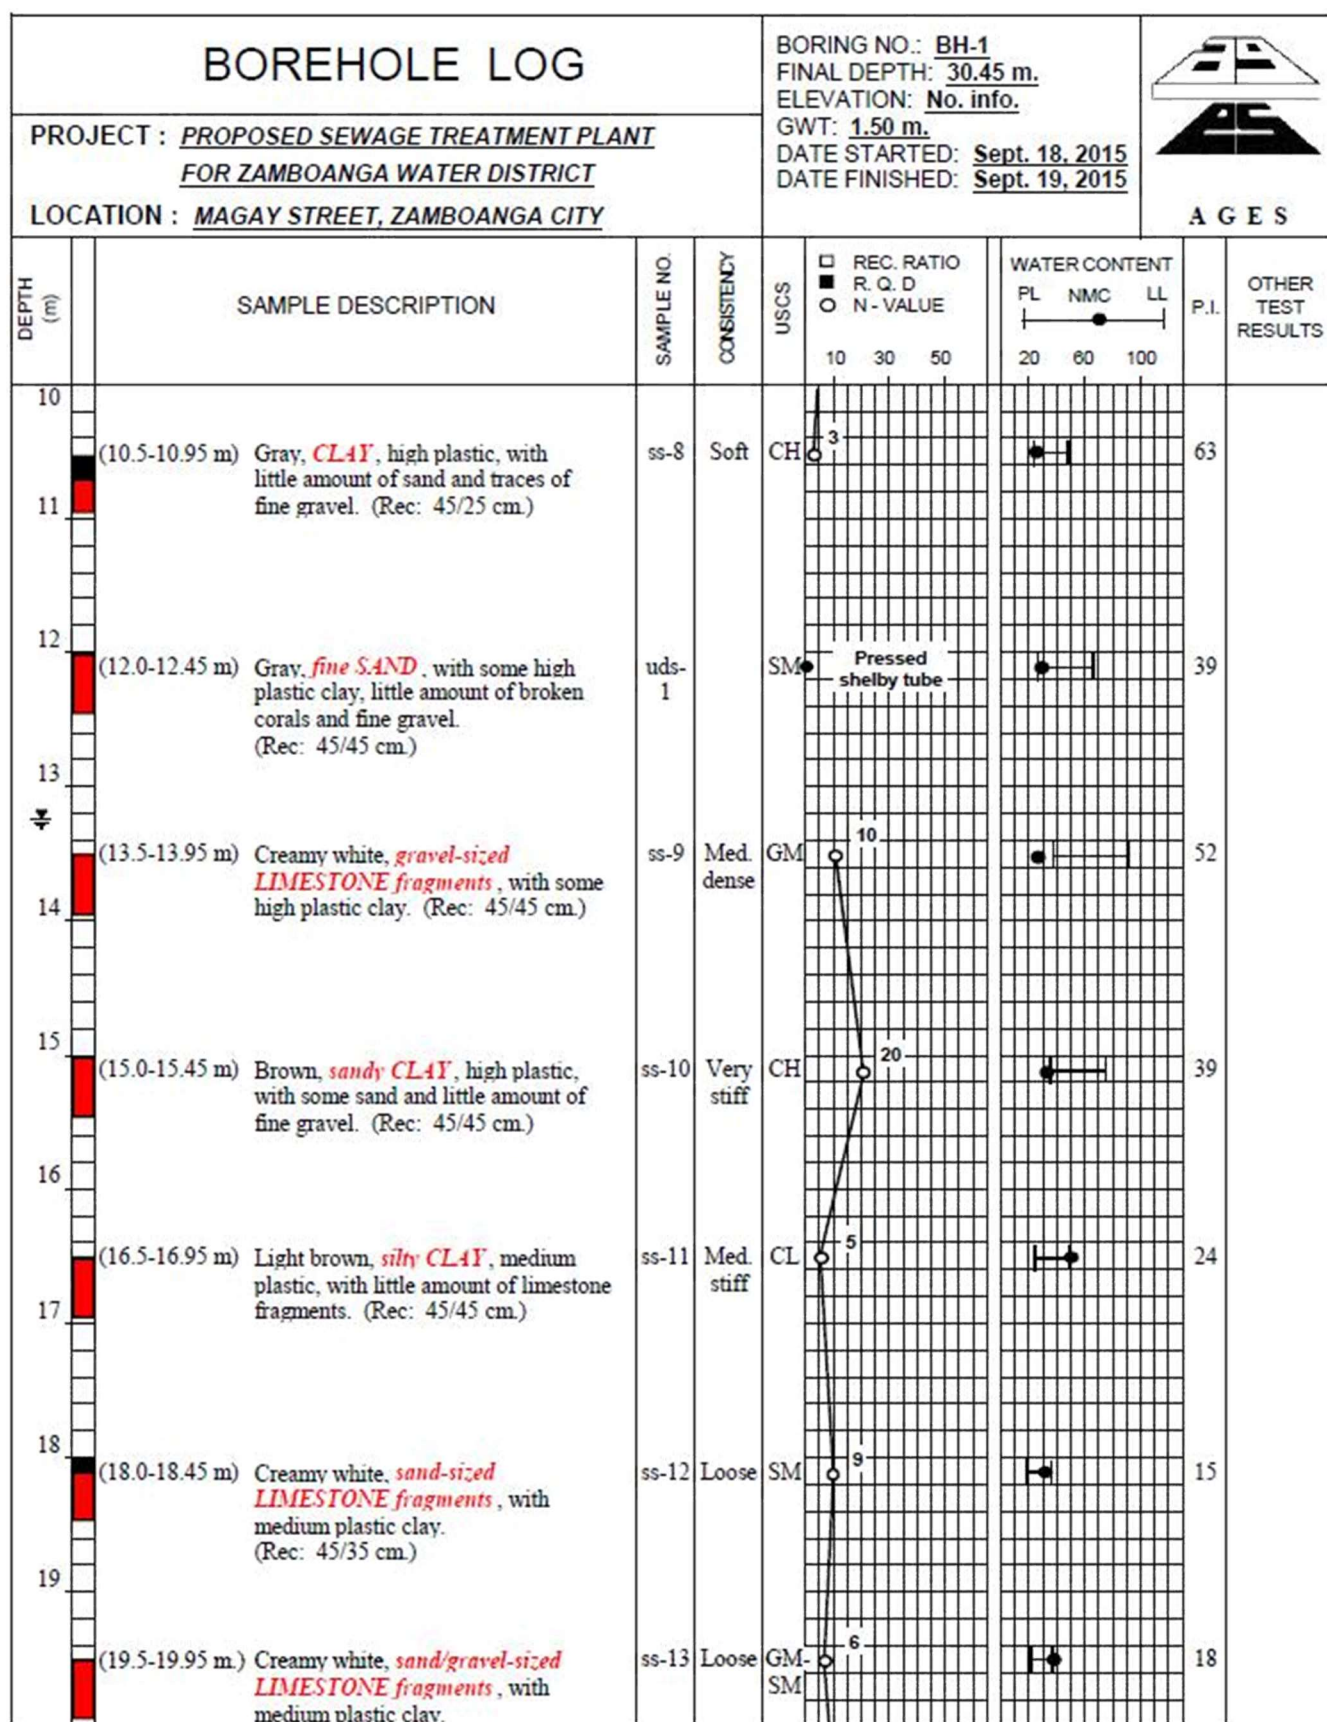 BOREHOLE LOG
PROJECT : PROPOSED SEWAGE TREATMENT PLANT
FOR ZAMBOANGA WATER DISTRICT
LOCATION : MAGAY STREET, ZAMBOANGA CITY
BORING NO.: BH-1
FINAL DEPTH: 30.45 m.
ELEVATION: No. info.
GWT: 1.50 m.
DATE STARTED: Sept. 18, 2015
DATE FINISHED: Sept. 19, 2015
A G E S
DEPTH (m)
SAMPLE DESCRIPTION
SAMPLE NO.
CONSISTENCY
USCS
REC. RATIO
R. Q. D
N - VALUE
10 30 50
WATER CONTENT
PL NMC LL
20 60 100
P.I.
OTHER
TEST
RESULTS
10
(10.5-10.95 m) Gray, CLAY, high plastic, with ss-8 Soft CH 3 63
little amount of sand and traces of
fine gravel. (Rec: 45/25 cm.)
11
12
(12.0-12.45 m) Gray, fine SAND, with some high uds- SM Pressed 39
plastic clay, little amount of broken 1 shelby tube
corals and fine gravel.
(Rec: 45/45 cm.)
13
(13.5-13.95 m) Creamy white, gravel-sized ss-9 Med. GM 10 52
LIMESTONE fragments, with some dense
high plastic clay. (Rec: 45/45 cm.)
14
15
(15.0-15.45 m) Brown, sandy CLAY, high plastic, ss-10 Very CH 20 39
with some sand and little amount of stiff
fine gravel. (Rec: 45/45 cm.)
16
(16.5-16.95 m) Light brown, silty CLAY, medium ss-11 Med. CL 5 24
plastic, with little amount of limestone stiff
fragments. (Rec: 45/45 cm.)
17
18
(18.0-18.45 m) Creamy white, sand-sized ss-12 Loose SM 9 15
LIMESTONE fragments, with
medium plastic clay.
(Rec: 45/35 cm.)
19
(19.5-19.95 m.) Creamy white, sand/gravel-sized ss-13 Loose GM- 6 18
LIMESTONE fragments, with SM
medium plastic clay.